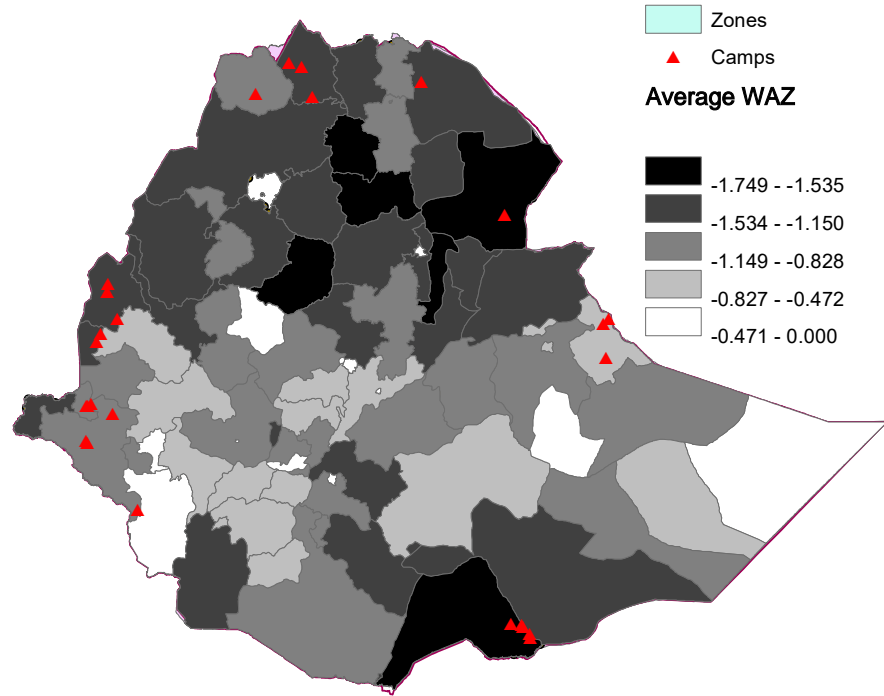 Zones
Camps
Average WAZ
-1.749 - -1.535
-1.534 - -1.150
-1.149 - -0.828
-0.827 - -0.472
-0.471 - 0.000